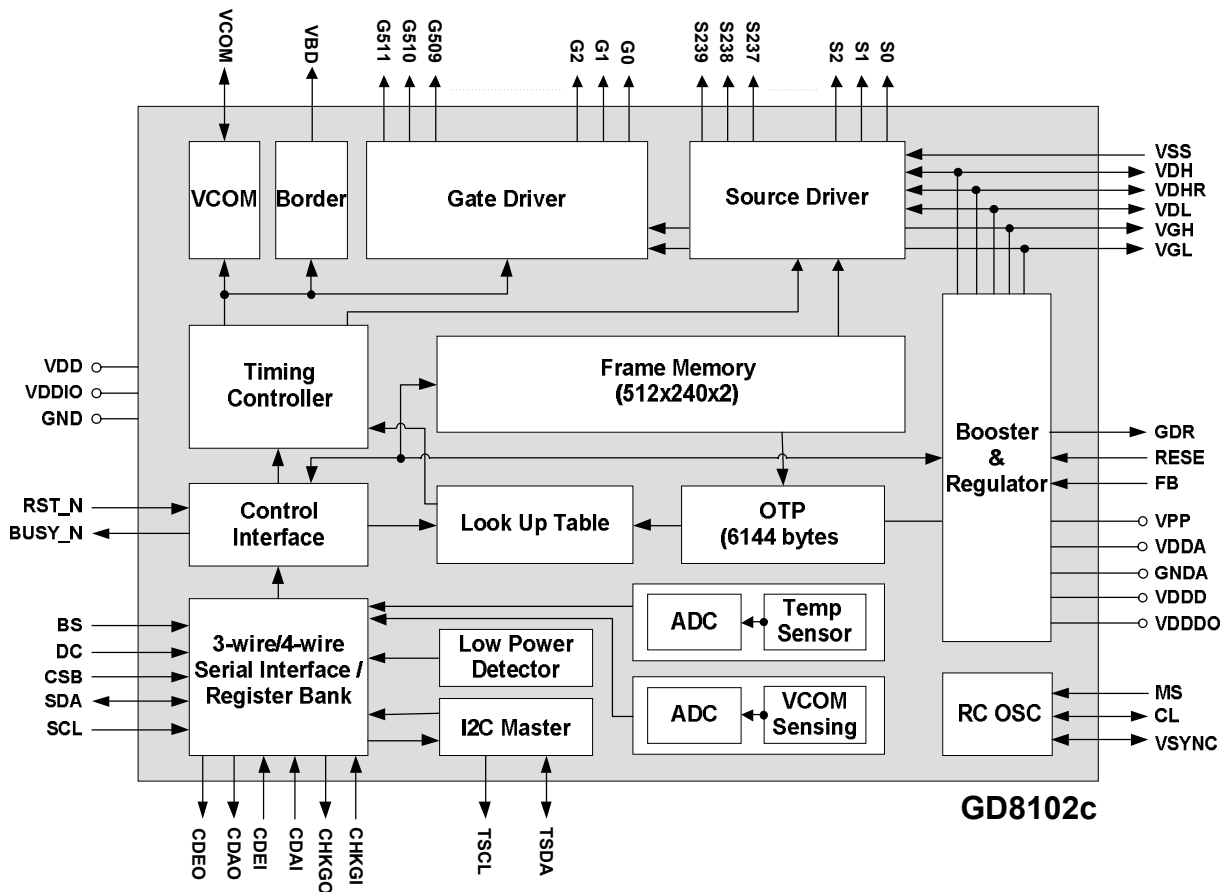 VCOM
VBD
G511
G510
G509
G2
G1
G0
S239
S238
S237
S2
S1
S0
VCOM
Border
Gate Driver
Source Driver
VSS
VDH
VDHR
VDL
VGH
VGL
VDD
VDDIO
GND
Timing
Controller
Frame Memory
(512x240x2)
Booster
&
Regulator
GDR
RESE
FB
VPP
VDDA
GNDA
VDDD
VDDDO
RST_N
BUSY_N
Control
Interface
Look Up Table
OTP
(6144 bytes
BS
DC
CSB
SDA
SCL
3-wire/4-wire
Serial Interface /
Register Bank
Low Power
Detector
I2C Master
ADC
Temp
Sensor
ADC
VCOM
Sensing
RC OSC
MS
CL
VSYNC
GD8102c
CDEO
CDAO
CDEI
CDAI
CHKGO
CHKGI
TSCL
TSDA